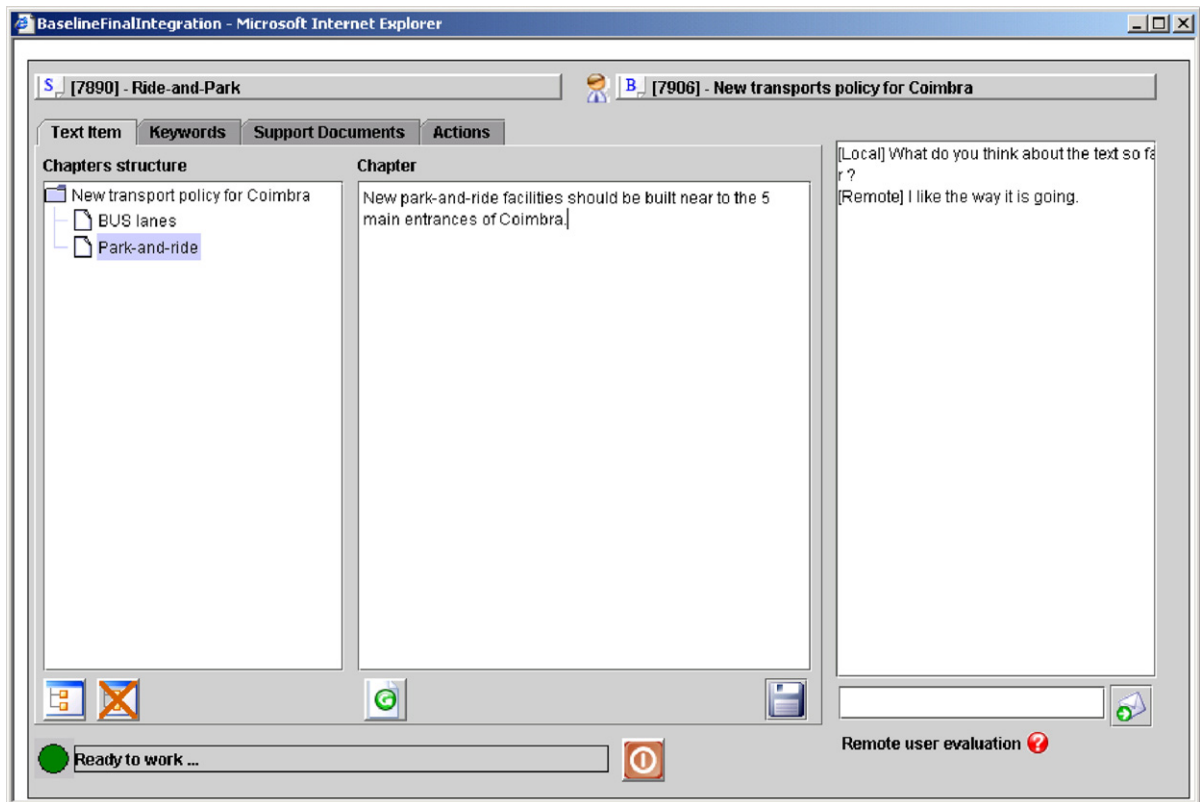 BaselineFinalIntegration - Microsoft Internet Explorer
S [7890] - Ride-and-Park
B [7906] - New transports policy for Coimbra
Text Item Keywords Support Documents Actions
Chapters structure
Chapter
New transport policy for Coimbra
BUS lanes
Park-and-ride
New park-and-ride facilities should be built near to the 5
main entrances of Coimbra.
[Local] What do you think about the text so fa
r ?
[Remote] I like the way it is going.
Ready to work ...
Remote user evaluation ?